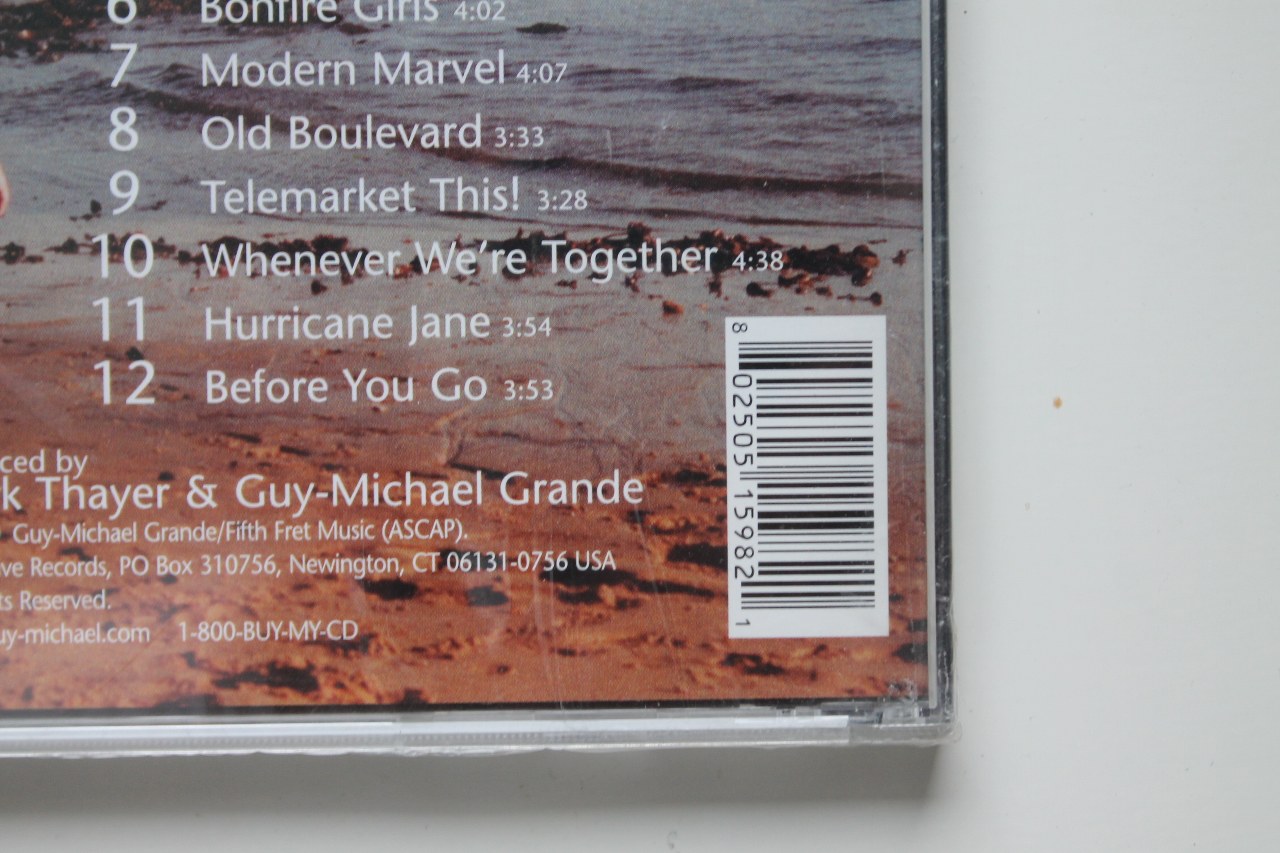 6 Bonfire Girls 4:02
7 Modern Marvel 4:07
8 Old Boulevard 3:33
9 Telemarket This! 3:28
10 Whenever We're Together 4:38
11 Hurricane Jane 3:54
12 Before You Go 3:53
ced by
k Thayer & Guy-Michael Grande
Guy-Michael Grande/Fifth Fret Music (ASCAP).
ve Records, PO Box 310756, Newington, CT 06131-0756 USA
ts Reserved.
uy-michael.com 1-800-BUY-MY-CD
8 02505 15982 1